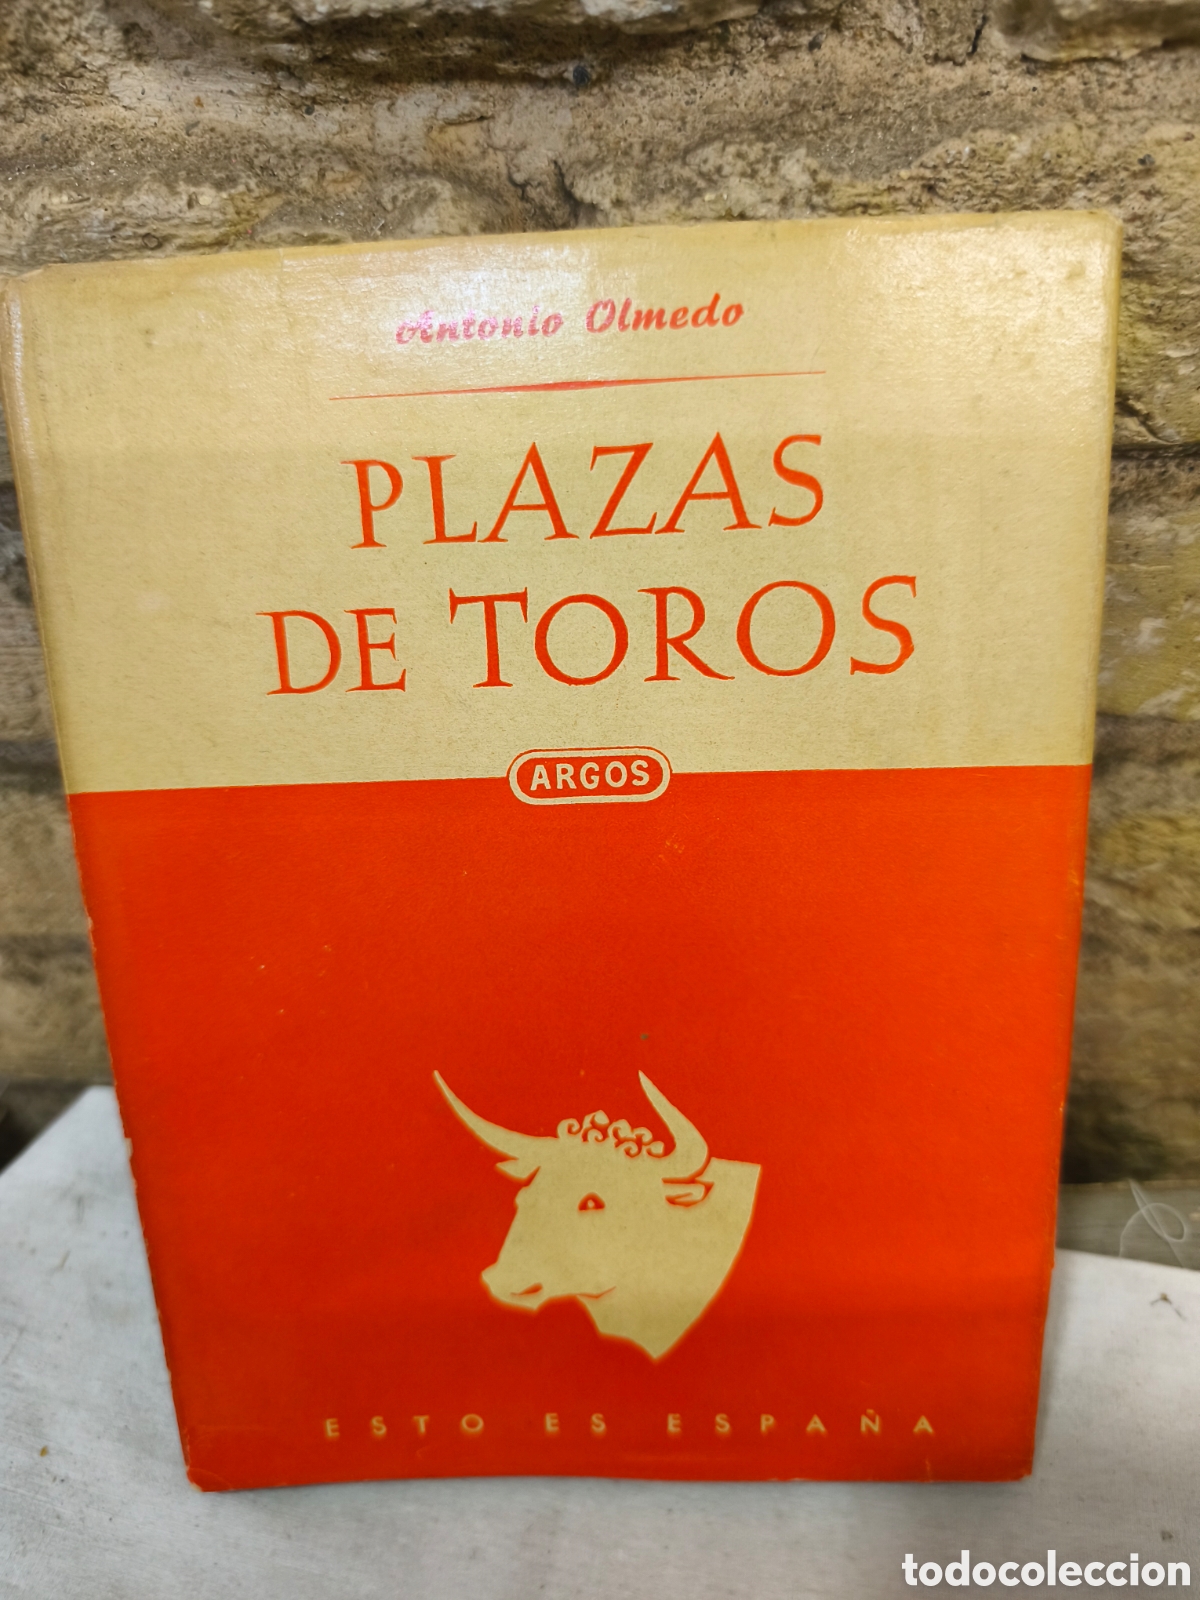 Antonio Olmedo
PLAZAS
DE TOROS
ARGOS
ESTO ES ESPAÑA
todocoleccion